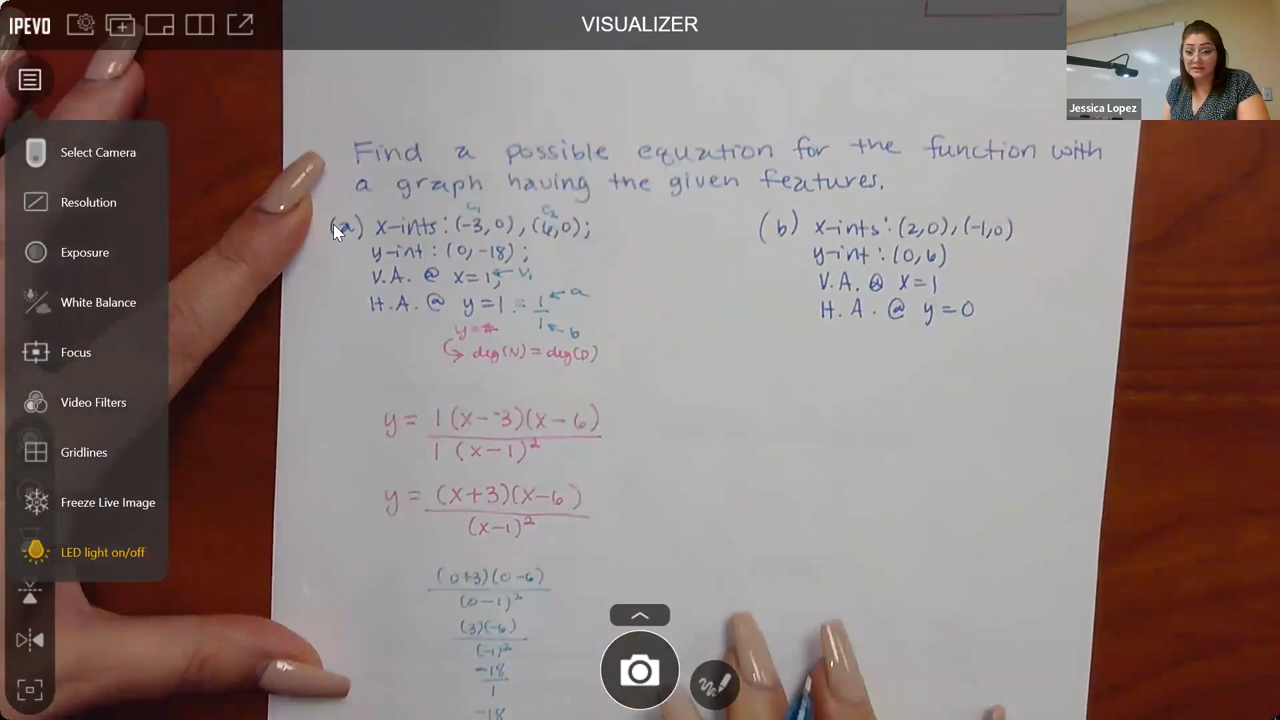 IPEVO
VISUALIZER
Jessica Lopez
Select Camera
Resolution
Exposure
White Balance
Focus
Video Filters
Gridlines
Freeze Live Image
LED light on/off
Find a possible equation for the function with
a graph having the given features.
(a) x-ints: (-3,0), (6,0);
c₁ c₂
y-int: (0,-18);
V.A. @ x=1, ← v₁
H.A. @ y=1 = 1/1 ← a ← b
y=#
↳ deg(N) = deg(D)
y = 1(x--3)(x-6) / 1(x-1)²
y = (x+3)(x-6) / (x-1)²
(0+3)(0-6) / (0-1)²
(3)(-6) / (-1)²
-18 / 1
-18
(b) x-ints: (2,0), (-1,0)
y-int: (0,6)
V.A. @ x=1
H.A. @ y=0